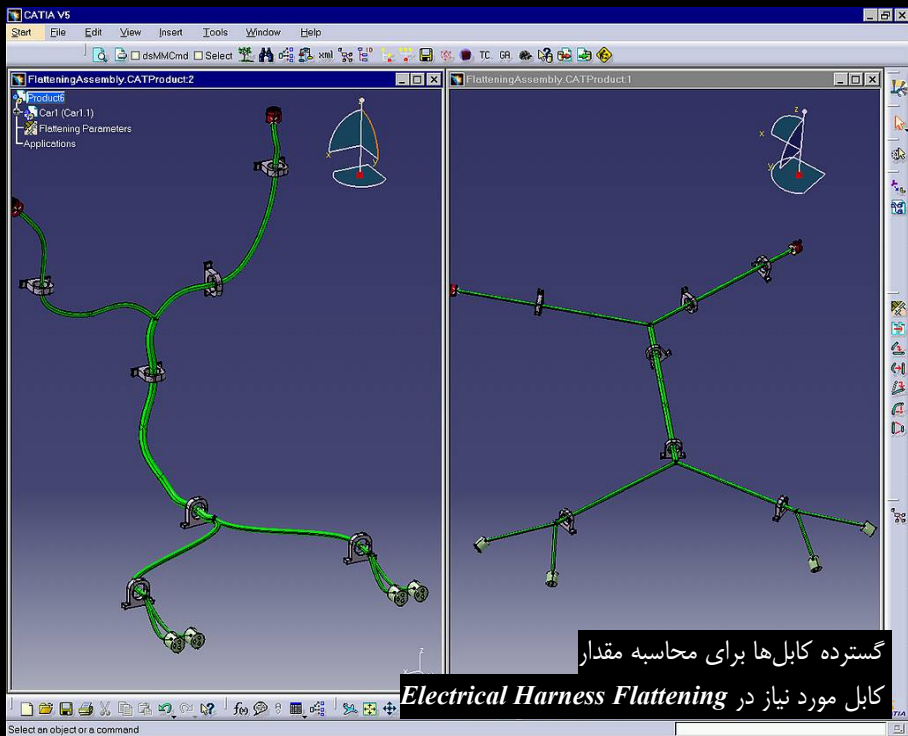 CATIA V5
Start File Edit View Insert Tools Window Help
dsMMCmd Select xml TC. GA
FlatteningAssembly.CATProduct:2
FlatteningAssembly.CATProduct:1
Product6
Car1 (Car1.1)
Flattening Parameters
Applications
x y
z x y
z
x
گسترده کابل‌ها برای محاسبه مقدار
کابل مورد نیاز در Electrical Harness Flattening
Select an object or a command